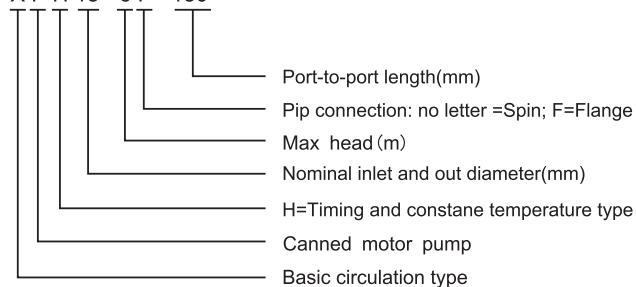 Port-to-port length(mm)
Pip connection: no letter =Spin; F=Flange
Max head(m)
Nominal inlet and out diameter(mm)
H=Timing and constane temperature type
Canned motor pump
Basic circulation type